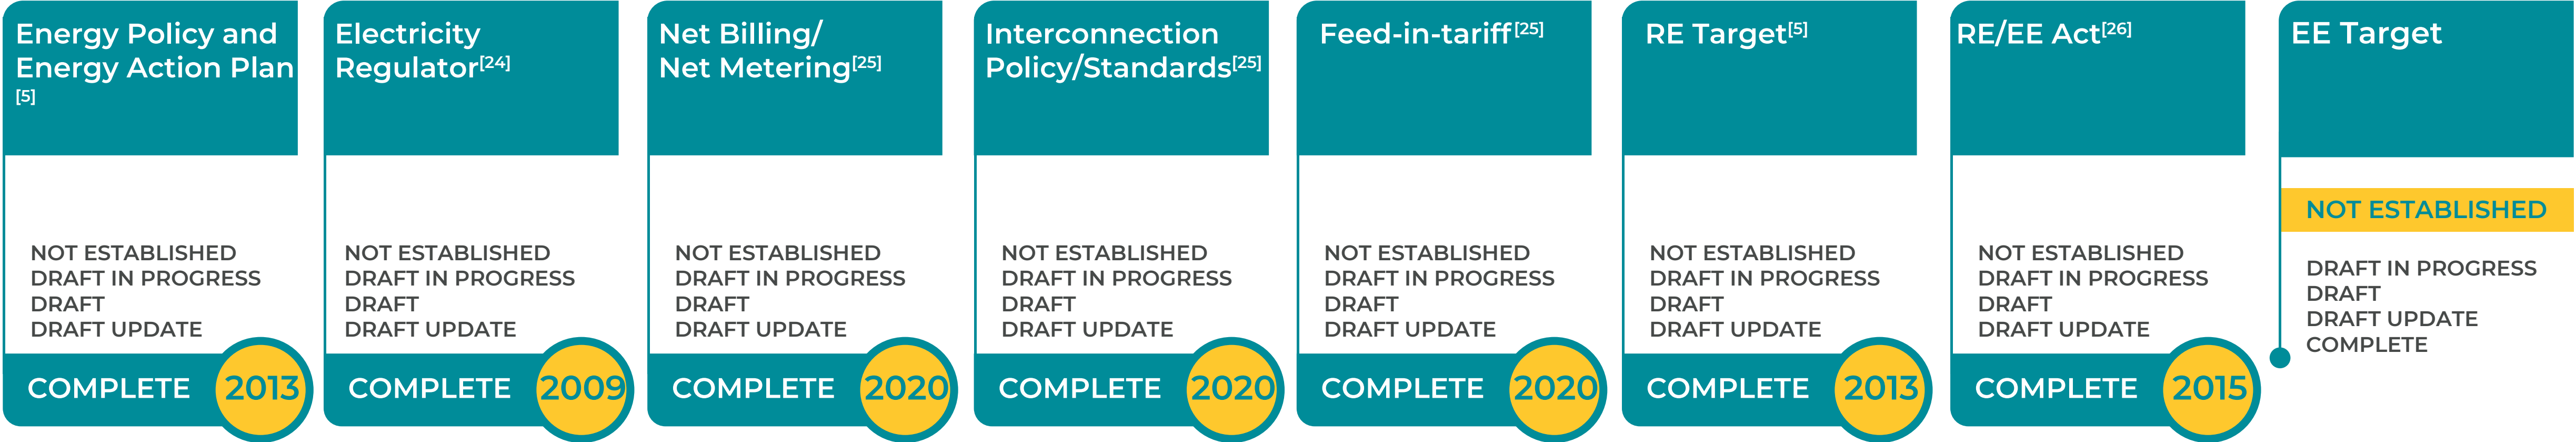 Energy Policy and
Energy Action Plan
[5]
NOT ESTABLISHED
DRAFT IN PROGRESS
DRAFT
DRAFT UPDATE
COMPLETE 2013
Electricity
Regulator[24]
NOT ESTABLISHED
DRAFT IN PROGRESS
DRAFT
DRAFT UPDATE
COMPLETE 2009
Net Billing/
Net Metering[25]
NOT ESTABLISHED
DRAFT IN PROGRESS
DRAFT
DRAFT UPDATE
COMPLETE 2020
Interconnection
Policy/Standards[25]
NOT ESTABLISHED
DRAFT IN PROGRESS
DRAFT
DRAFT UPDATE
COMPLETE 2020
Feed-in-tariff[25]
NOT ESTABLISHED
DRAFT IN PROGRESS
DRAFT
DRAFT UPDATE
COMPLETE 2020
RE Target[5]
NOT ESTABLISHED
DRAFT IN PROGRESS
DRAFT
DRAFT UPDATE
COMPLETE 2013
RE/EE Act[26]
NOT ESTABLISHED
DRAFT IN PROGRESS
DRAFT
DRAFT UPDATE
COMPLETE 2015
EE Target
NOT ESTABLISHED
DRAFT IN PROGRESS
DRAFT
DRAFT UPDATE
COMPLETE